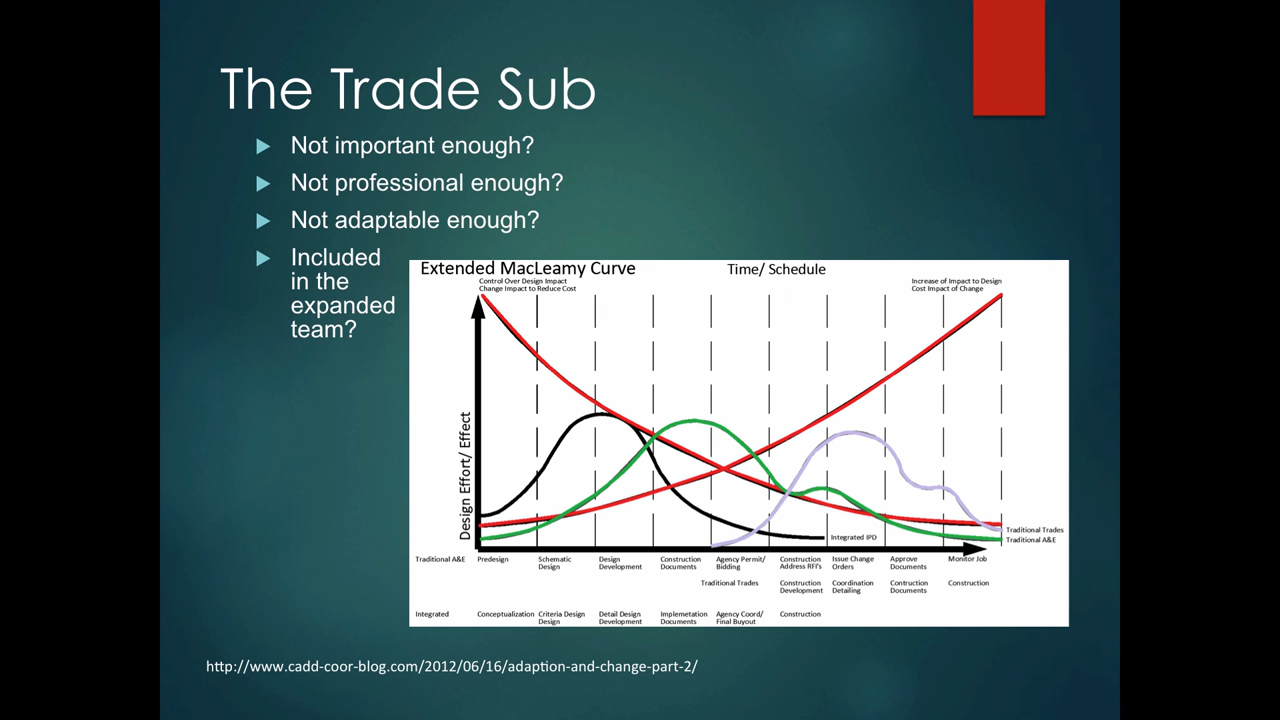 The Trade Sub
Not important enough?
Not professional enough?
Not adaptable enough?
Included
in the
expanded
team?
Extended MacLeamy Curve
Time/ Schedule
Control Over Design Impact
Change Impact to Reduce Cost
Increase of Impact to Design
Cost Impact of Change
Design Effort/ Effect
Integrated IPD
Traditional Trades
Traditional A&E
Traditional A&E
Predesign
Schematic
Design
Design
Development
Construction
Documents
Agency Permit/
Bidding
Construction
Address RFI's
Issue Change
Orders
Approve
Documents
Monitor Job
Traditional Trades
Construction
Development
Coordination
Detailing
Contruction
Documents
Construction
Integrated
Conceptualization
Criteria Design
Design
Detail Design
Development
Implemetation
Documents
Agency Coord/
Final Buyout
Construction
http://www.cadd-coor-blog.com/2012/06/16/adaption-and-change-part-2/